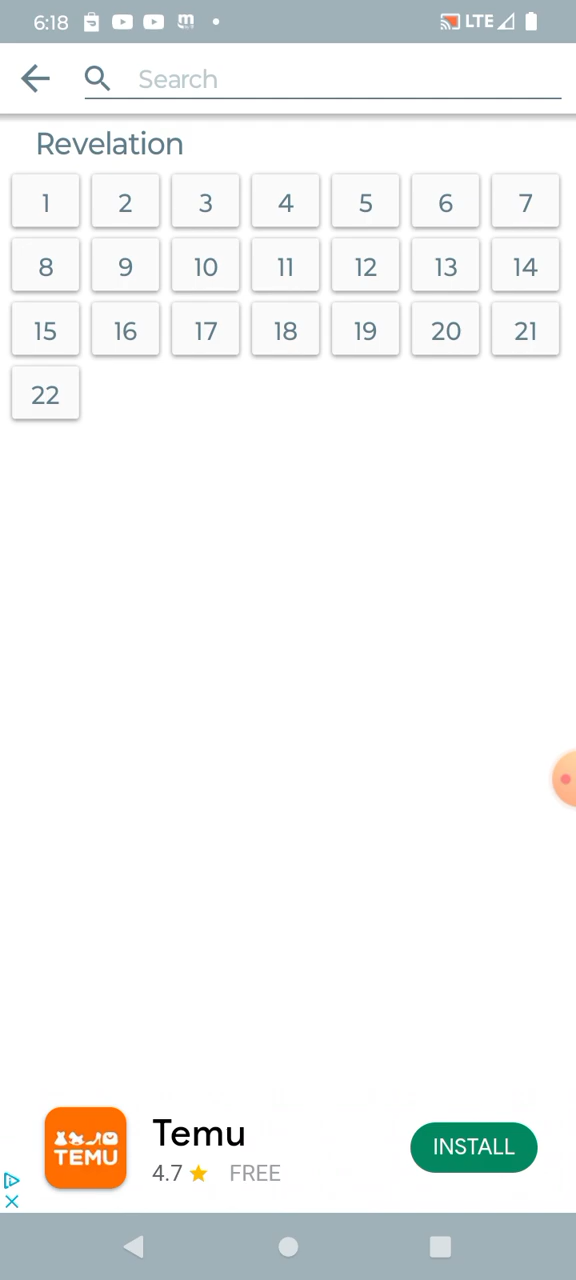 6:18 LTE
Search
Revelation
1 2 3 4 5 6 7
8 9 10 11 12 13 14
15 16 17 18 19 20 21
22
TEMU
Temu
4.7 FREE
INSTALL